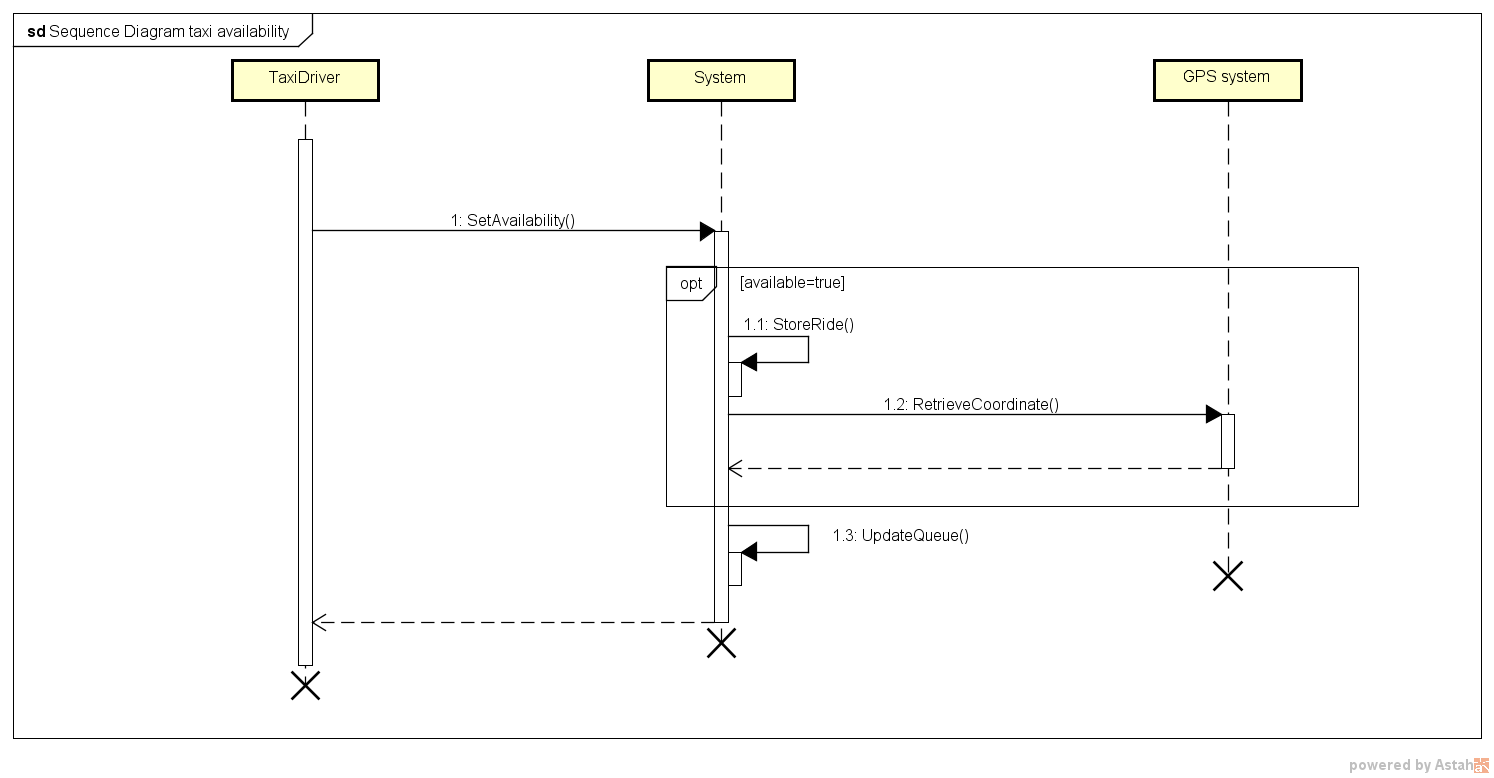 sd Sequence Diagram taxi availability
TaxiDriver
System
GPS system
1: SetAvailability()
opt
[available=true]
1.1: StoreRide()
1.2: RetrieveCoordinate()
1.3: UpdateQueue()
powered by Astah